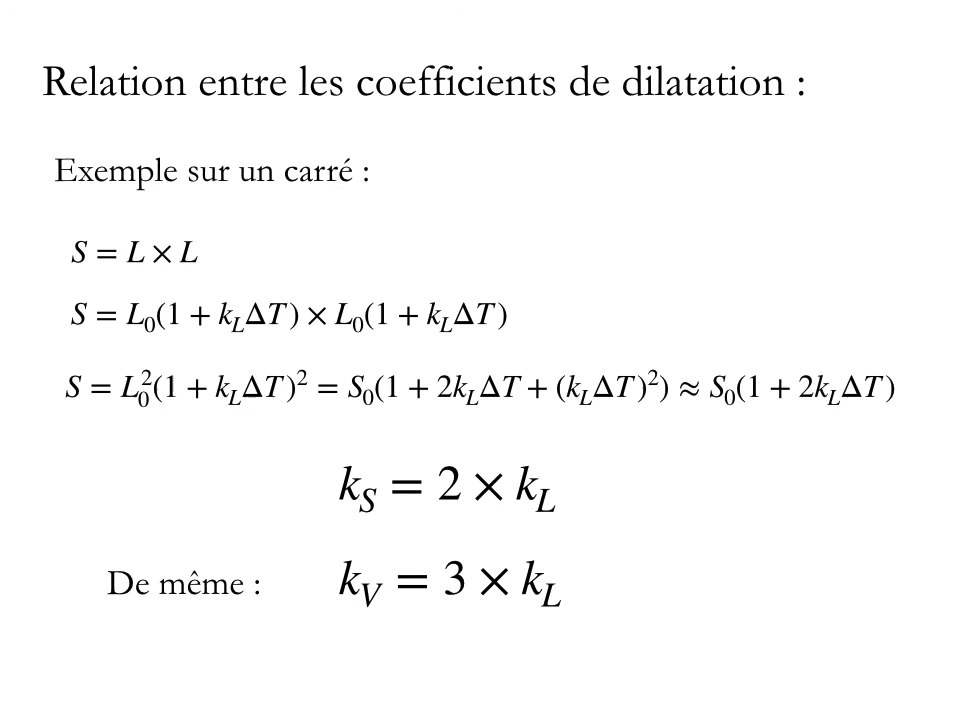 Relation entre les coefficients de dilatation :
Exemple sur un carré :
S = L × L
S = L₀(1 + k_LΔT) × L₀(1 + k_LΔT)
S = L₀²(1 + k_LΔT)² = S₀(1 + 2k_LΔT + (k_LΔT)²) ≈ S₀(1 + 2k_LΔT)
k_S = 2 × k_L
De même : k_V = 3 × k_L